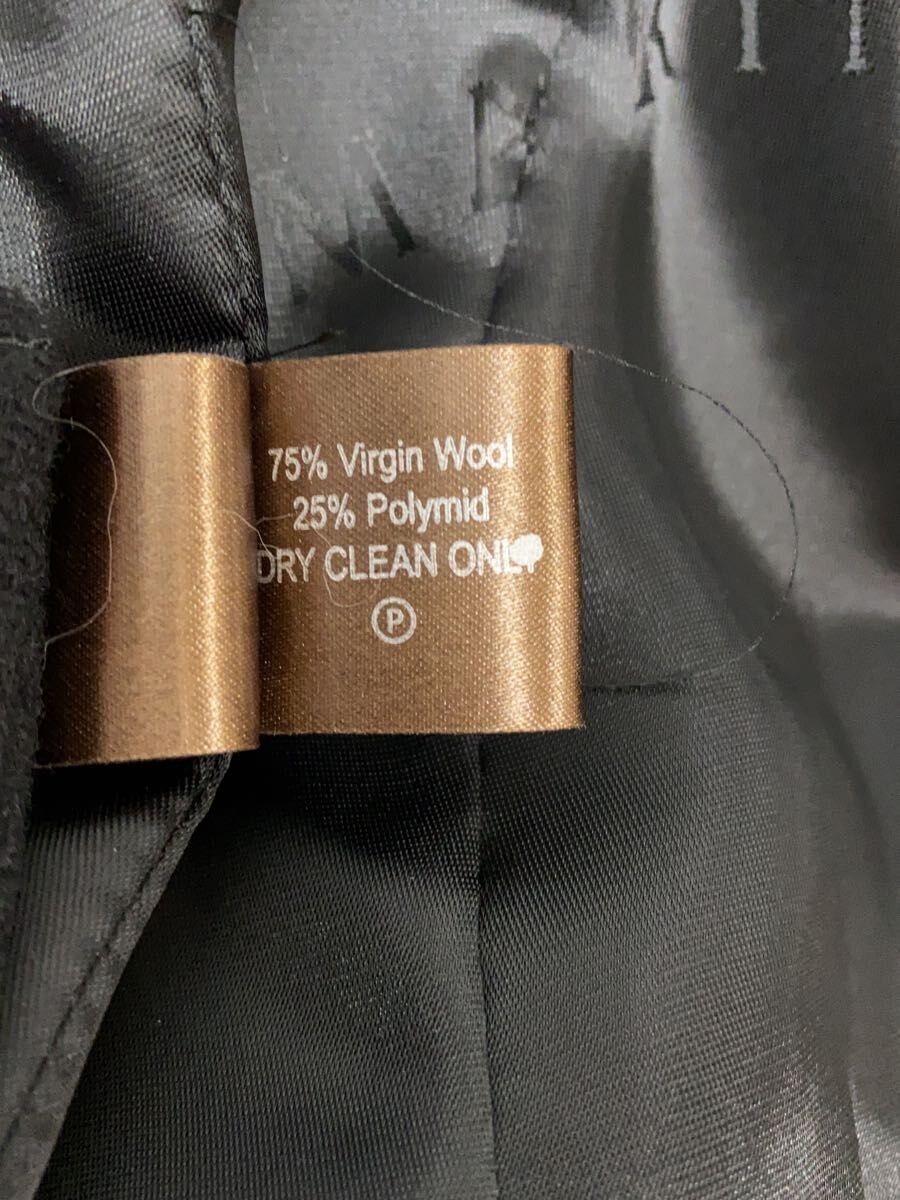 75% Virgin Wool
25% Polymid
DRY CLEAN ONLY
P